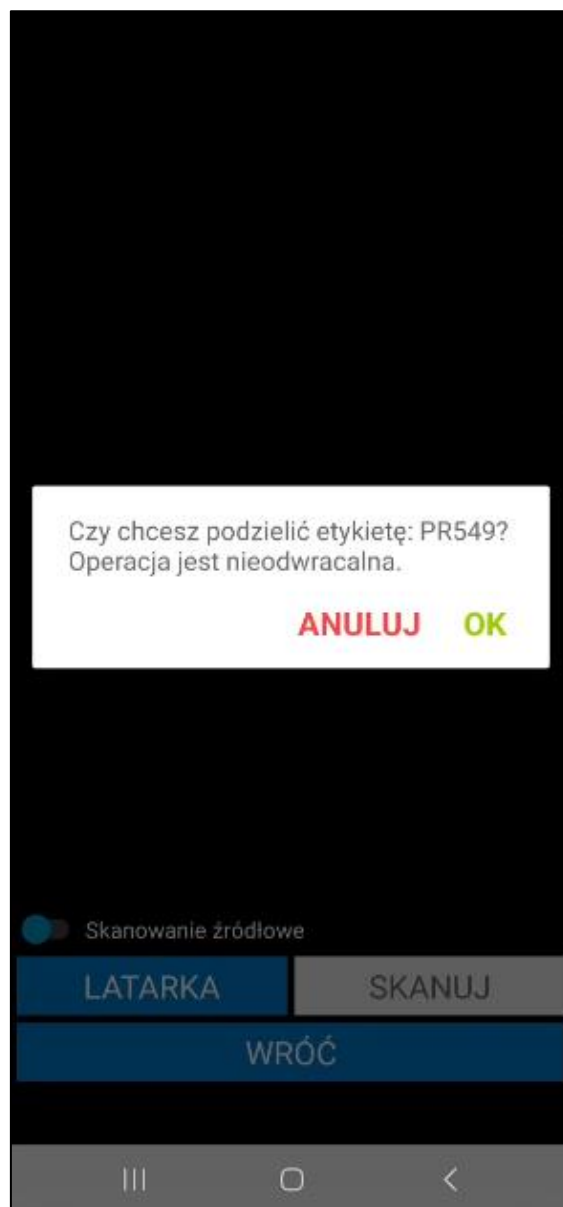 Czy chcesz podzielić etykietę: PR549?
Operacja jest nieodwracalna.
ANULUJ OK
Skanowanie źródłowe
LATARKA SKANUJ
WRÓĆ